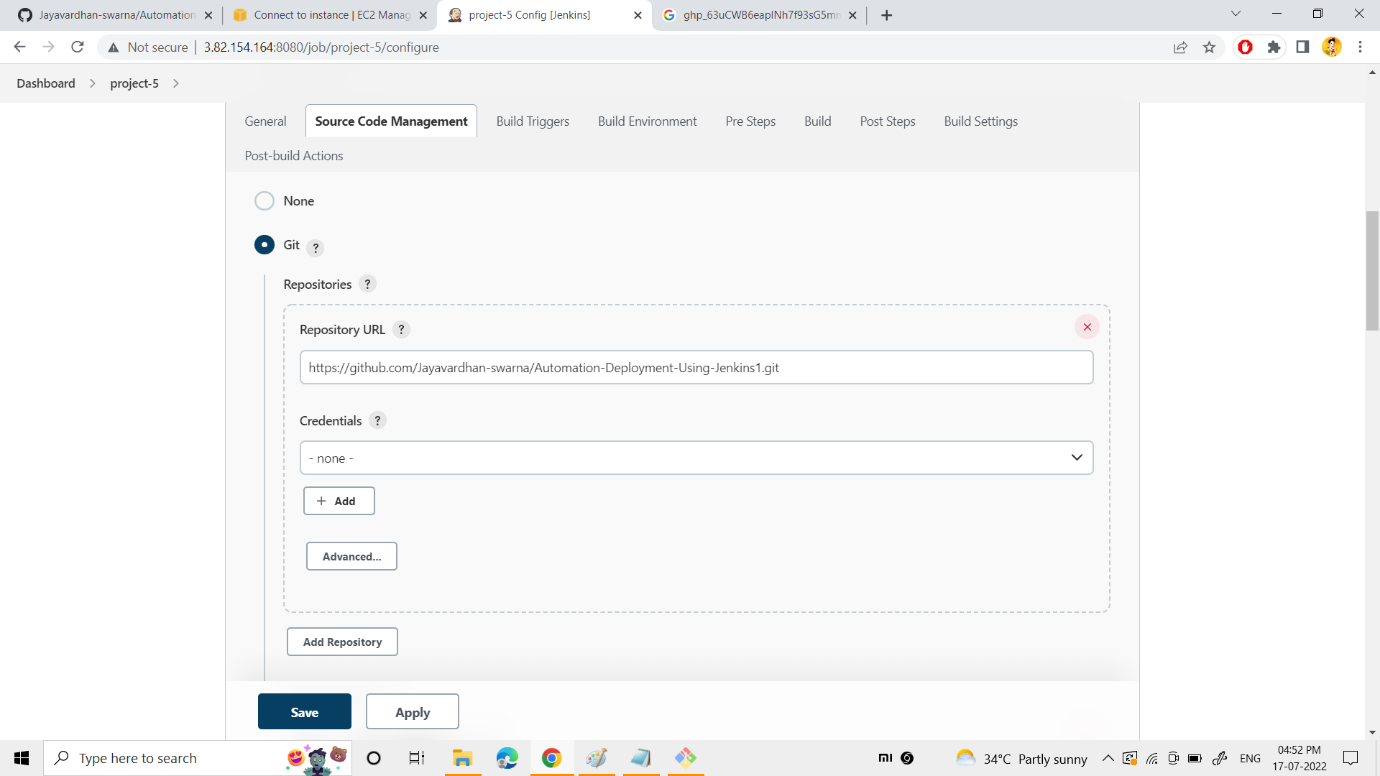 Jayavardhan-swarna/Automation
Connect to instance | EC2 Manag
project-5 Config [Jenkins]
Not secure
3.82.154.164:8080/job/project-5/configure
Dashboard
project-5
General
Source Code Management
Build Triggers
Build Environment
Pre Steps
Build
Post Steps
Build Settings
Post-build Actions
None
Git ?
Repositories ?
Repository URL ?
https://github.com/Jayavardhan-swarna/Automation-Deployment-Using-Jenkins1.git
Credentials ?
- none -
+ Add
Advanced...
Add Repository
Save
Apply
Type here to search
34°C Partly sunny
ENG
04:52 PM
17-07-2022